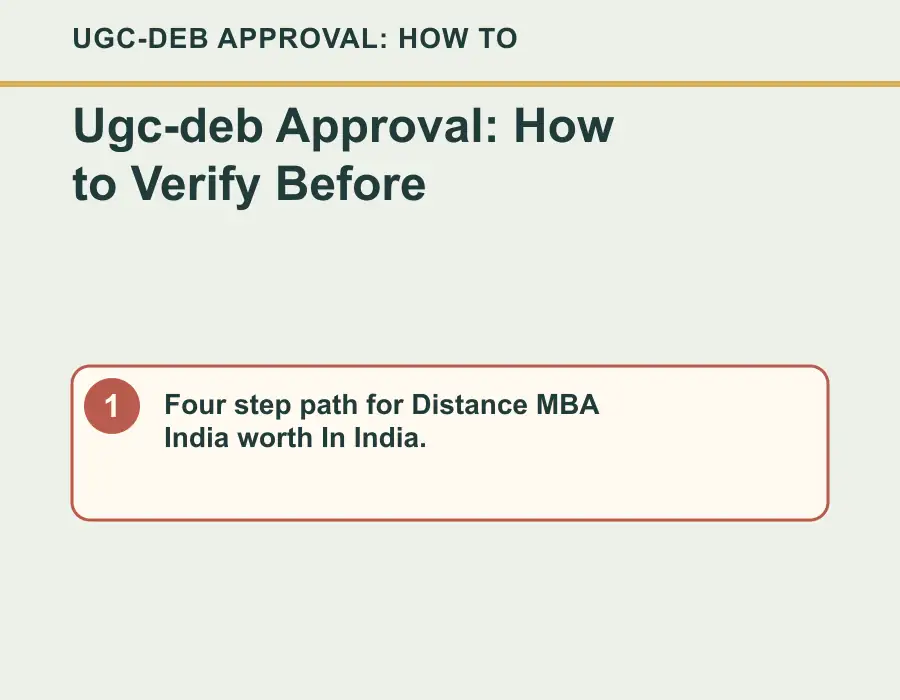 UGC-DEB APPROVAL: HOW TO
Ugc-deb Approval: How
to Verify Before
1
Four step path for Distance MBA
India worth In India.